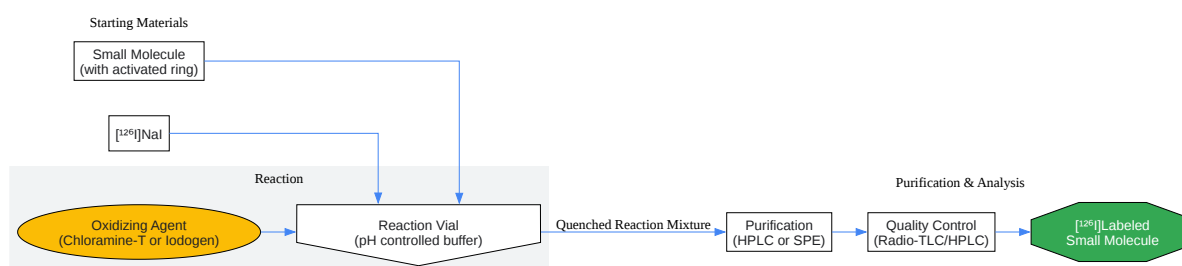 Starting Materials
Small Molecule
(with activated ring)
[¹²⁶I]NaI
Reaction
Oxidizing Agent
(Chloramine-T or Iodogen)
Reaction Vial
(pH controlled buffer)
Quenched Reaction Mixture
Purification & Analysis
Purification
(HPLC or SPE)
Quality Control
(Radio-TLC/HPLC)
[¹²⁶I]Labeled
Small Molecule